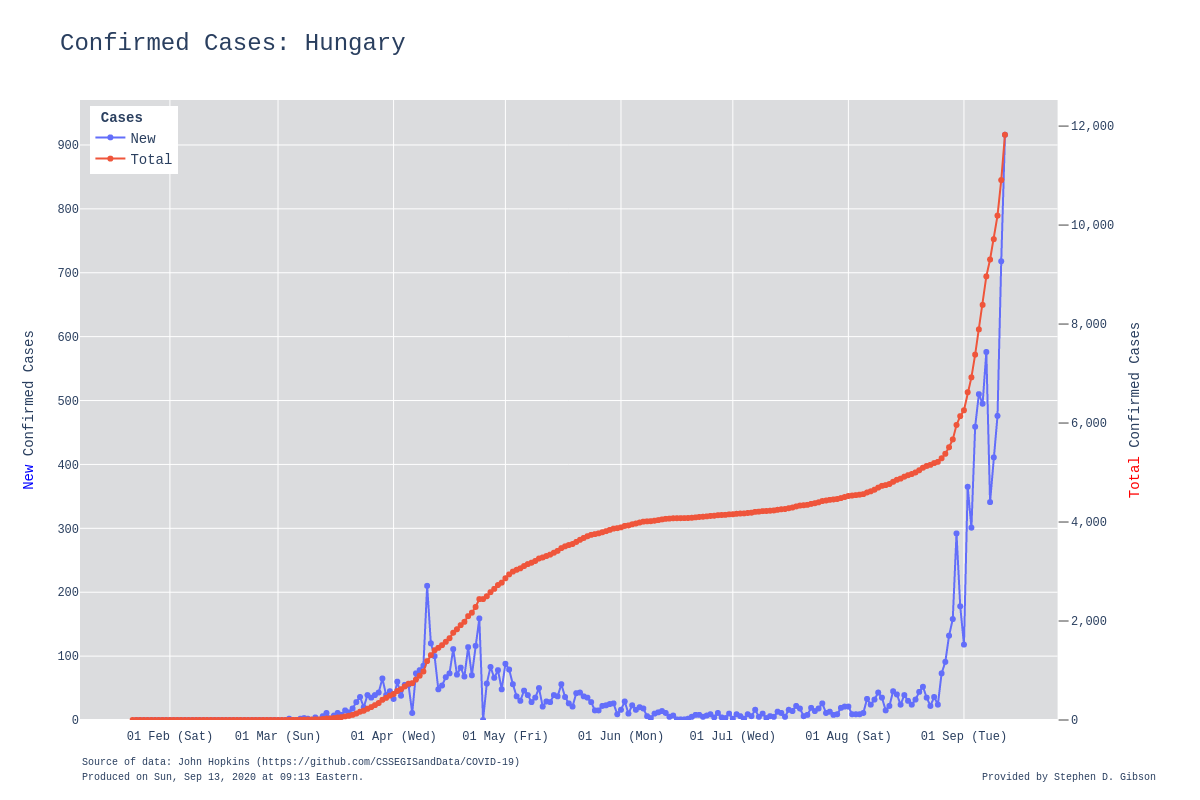 Confirmed Cases: Hungary
Cases
New
Total
900
800
700
600
500
400
300
200
100
0
New Confirmed Cases
12,000
10,000
8,000
6,000
4,000
2,000
0
Total Confirmed Cases
01 Feb (Sat) 01 Mar (Sun) 01 Apr (Wed) 01 May (Fri) 01 Jun (Mon) 01 Jul (Wed) 01 Aug (Sat) 01 Sep (Tue)
Source of data: John Hopkins (https://github.com/CSSEGISandData/COVID-19)
Produced on Sun, Sep 13, 2020 at 09:13 Eastern.
Provided by Stephen D. Gibson